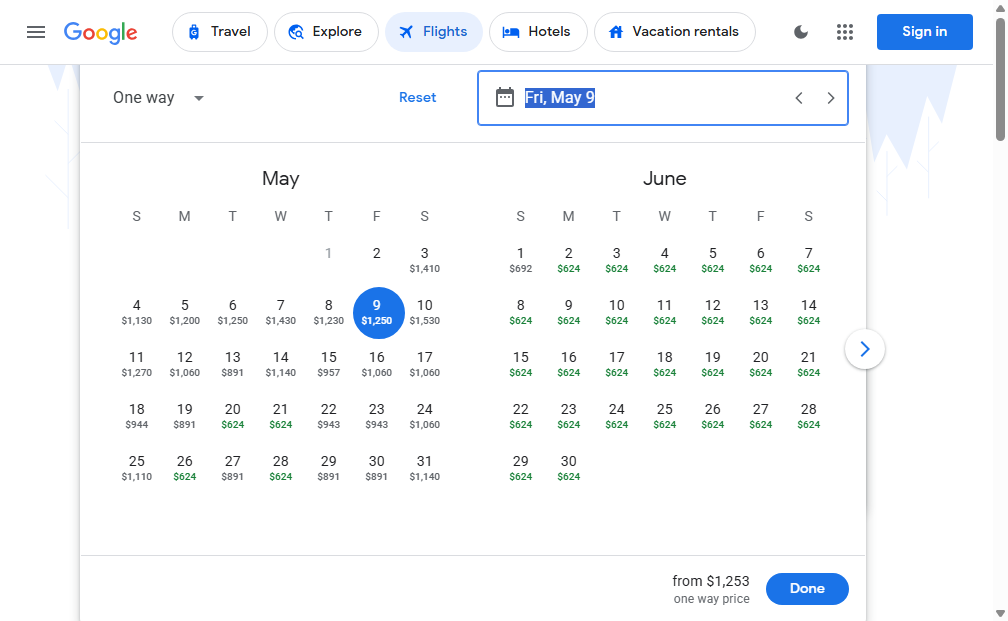 Google Travel Explore Flights Hotels Vacation rentals Sign in
One way Reset Fri, May 9
May
S M T W T F S
1 2 3
$1,410
4 5 6 7 8 9 10
$1,130 $1,200 $1,250 $1,430 $1,230 $1,250 $1,530
11 12 13 14 15 16 17
$1,270 $1,060 $891 $1,140 $957 $1,060 $1,060
18 19 20 21 22 23 24
$944 $891 $624 $624 $943 $943 $1,060
25 26 27 28 29 30 31
$1,110 $624 $891 $624 $891 $891 $1,140
June
S M T W T F S
1 2 3 4 5 6 7
$692 $624 $624 $624 $624 $624 $624
8 9 10 11 12 13 14
$624 $624 $624 $624 $624 $624 $624
15 16 17 18 19 20 21
$624 $624 $624 $624 $624 $624 $624
22 23 24 25 26 27 28
$624 $624 $624 $624 $624 $624 $624
29 30
$624 $624
from $1,253
one way price
Done